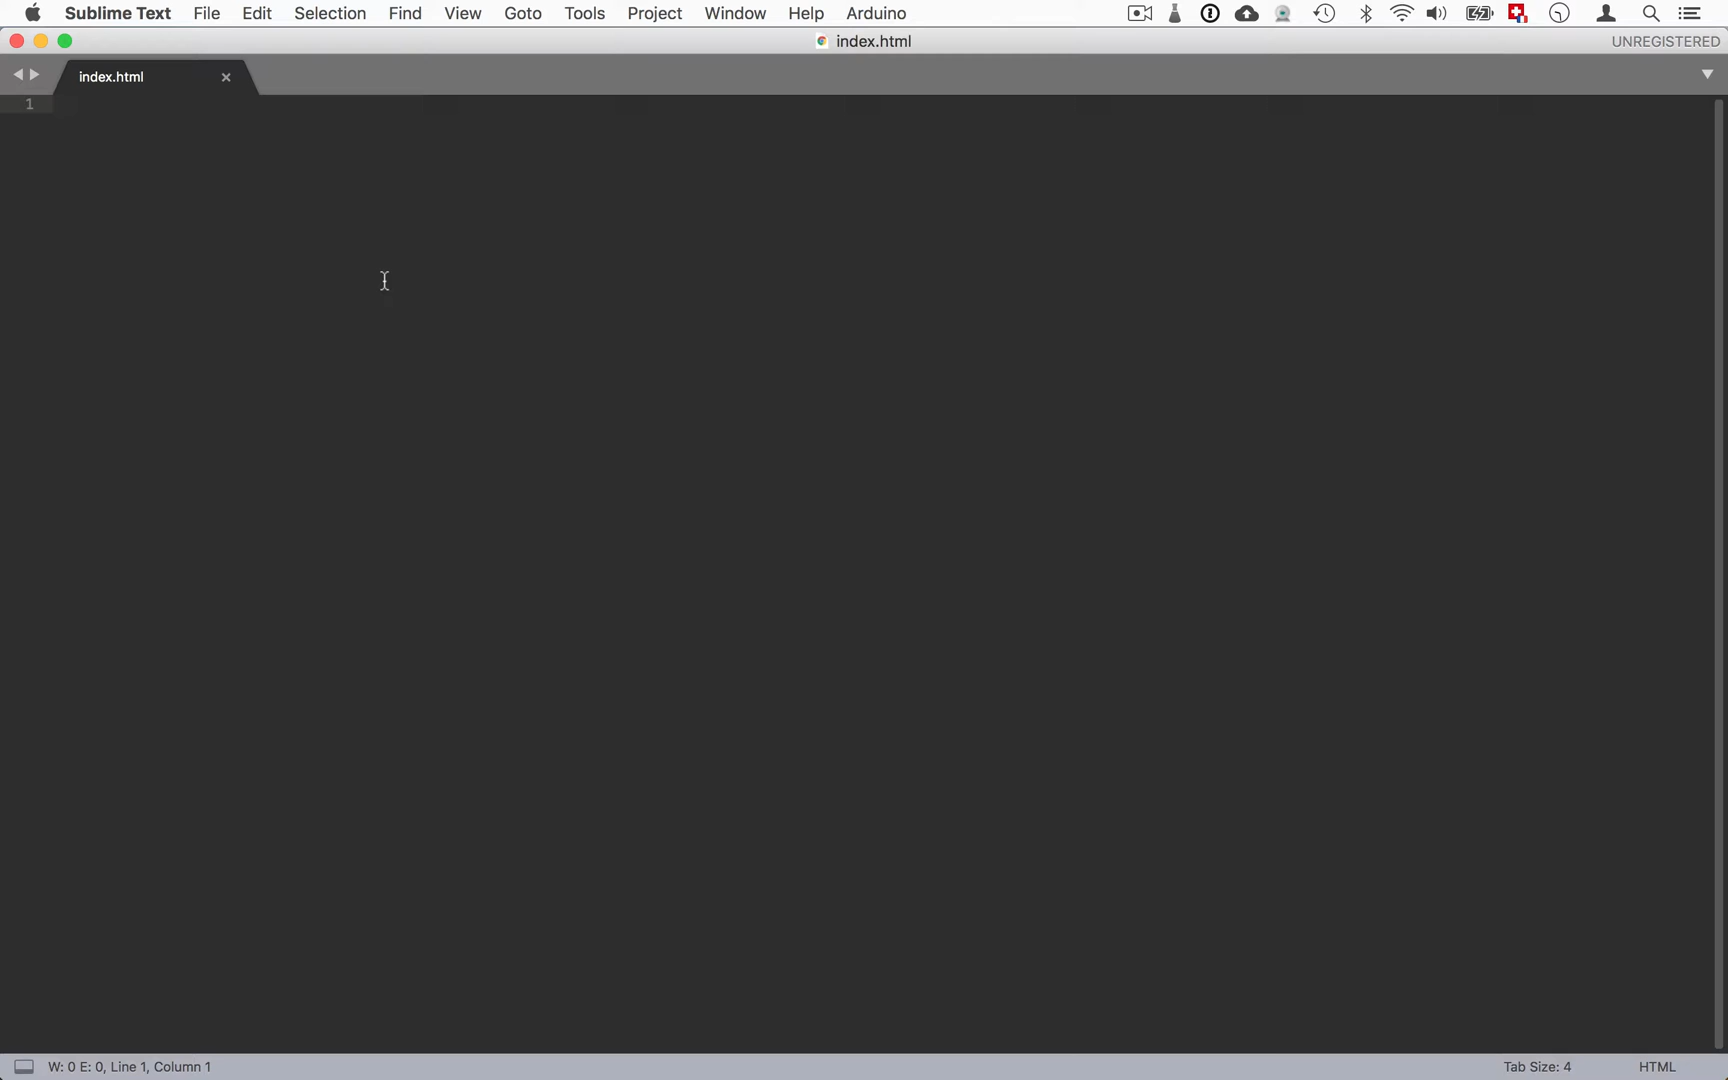 Sublime Text File Edit Selection Find View Goto Tools Project Window Help Arduino
index.html UNREGISTERED
index.html
1
W: 0 E: 0, Line 1, Column 1 Tab Size: 4 HTML